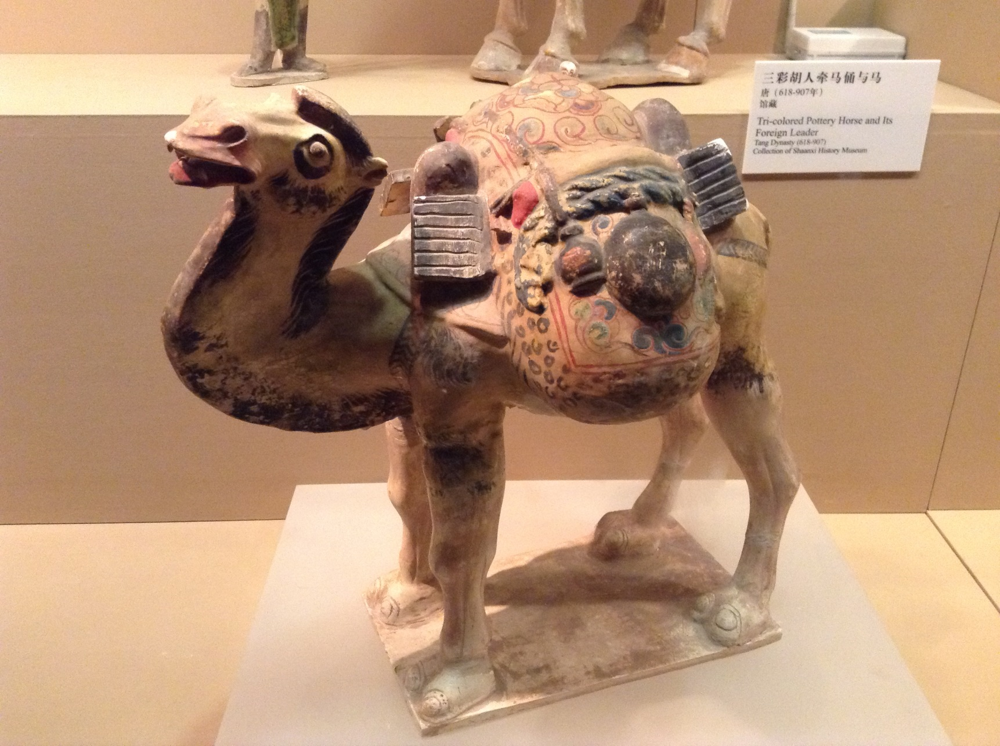 三彩胡人牵马俑与马
唐（618-907年）
馆藏
Tri-colored Pottery Horse and Its
Foreign Leader
Tang Dynasty (618-907)
Collection of Shaanxi History Museum